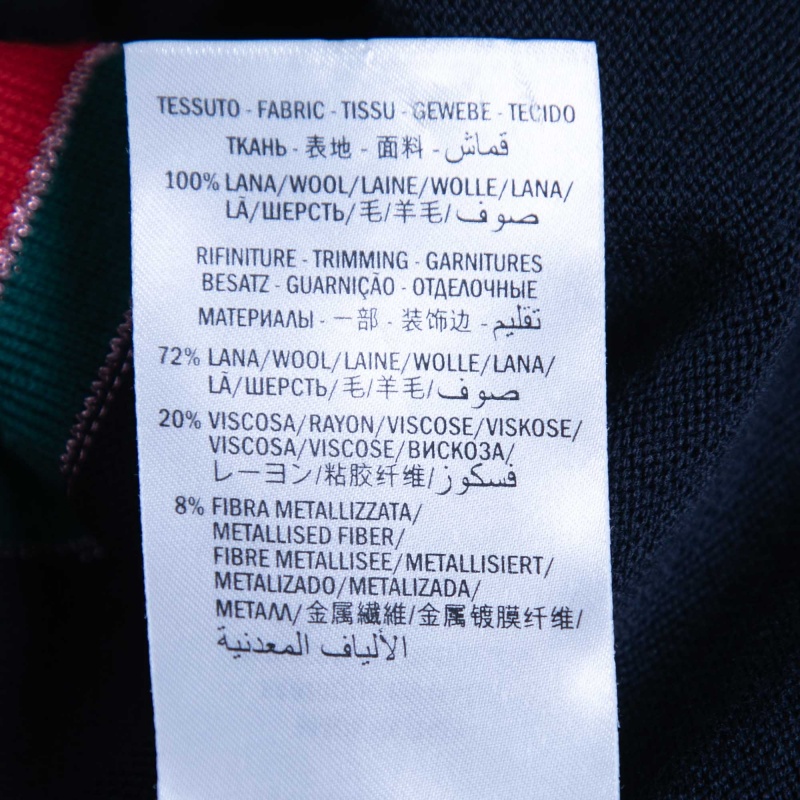 TESSUTO - FABRIC - TISSU - GEWEBE - TECIDO
ТКАНЬ - 表地 - 面料 - قماش
100% LANA/WOOL/LAINE/WOLLE/LANA/
LÃ/ШЕРСТЬ/毛/羊毛/صوف
RIFINITURE - TRIMMING - GARNITURES
BESATZ - GUARNIÇÃO - ОТДЕЛОЧНЫЕ
МАТЕРИАЛЫ - 一部 - 装饰边 - تقليم
72% LANA/WOOL/LAINE/WOLLE/LANA/
LÃ/ШЕРСТЬ/毛/羊毛/صوف
20% VISCOSA/RAYON/VISCOSE/VISKOSE/
VISCOSA/VISCOSE/ВИСКОЗА/
レーヨン/粘胶纤维/فسكوز
8% FIBRA METALLIZZATA/
METALLISED FIBER/
FIBRE METALLISEE/METALLISIERT/
METALIZADO/METALIZADA/
МЕТАЛЛ/金属繊維/金属镀膜纤维/
الألياف المعدنية